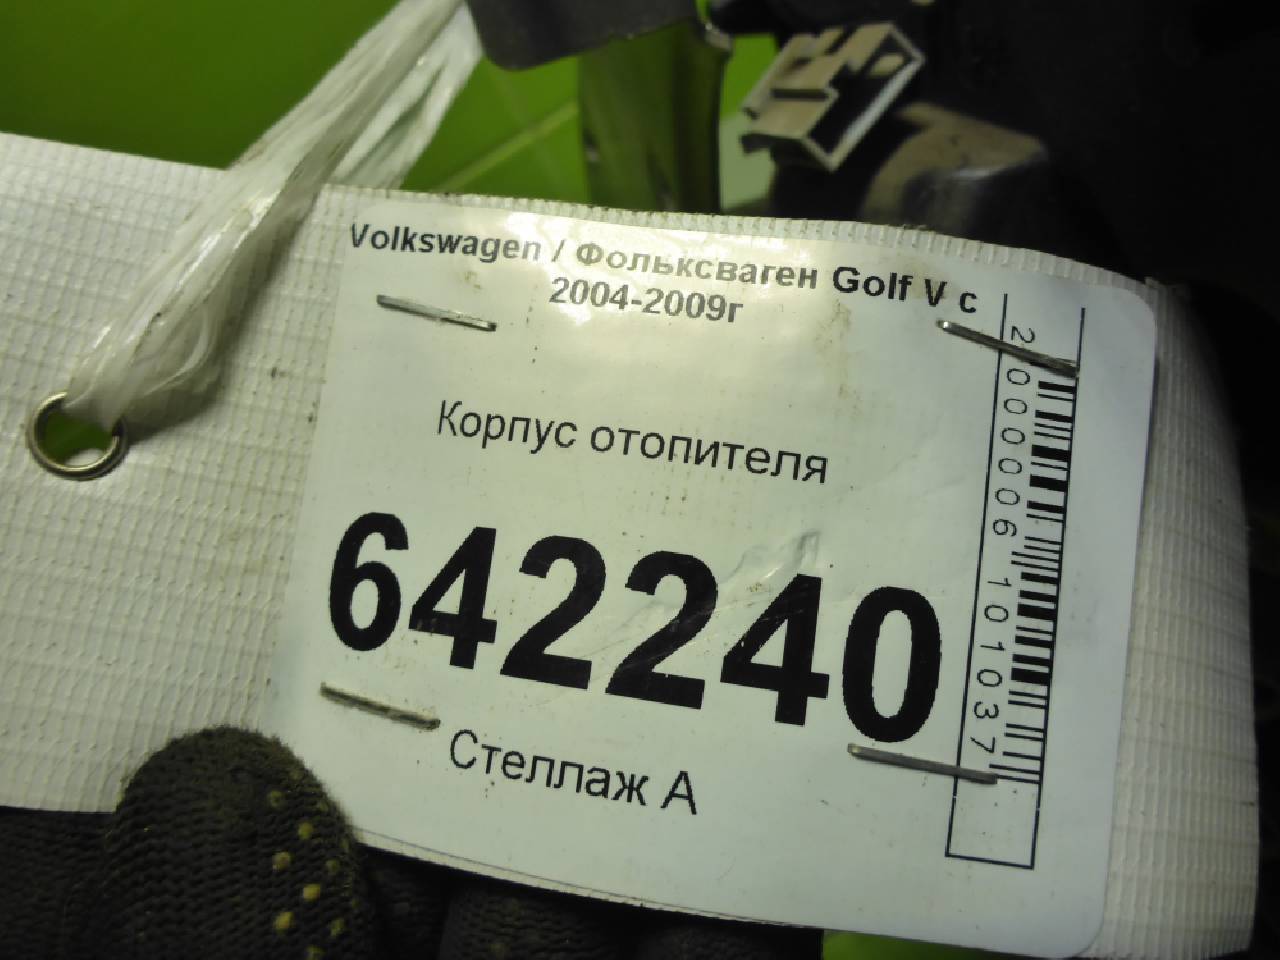 Volkswagen / Фольксваген Golf V с
2004-2009г
Корпус отопителя
642240
Стеллаж А
2000006101037